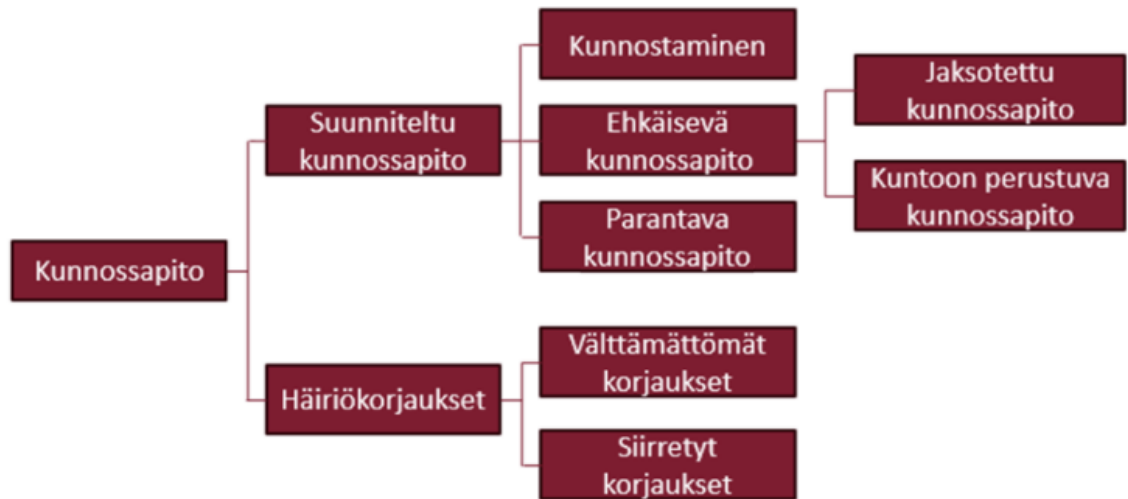 Kunnossapito
Suunniteltu
kunnossapito
Häiriökorjaukset
Kunnostaminen
Ehkäisevä
kunnossapito
Parantava
kunnossapito
Välttämättömät
korjaukset
Siirretyt
korjaukset
Jaksotettu
kunnossapito
Kuntoon perustuva
kunnossapito